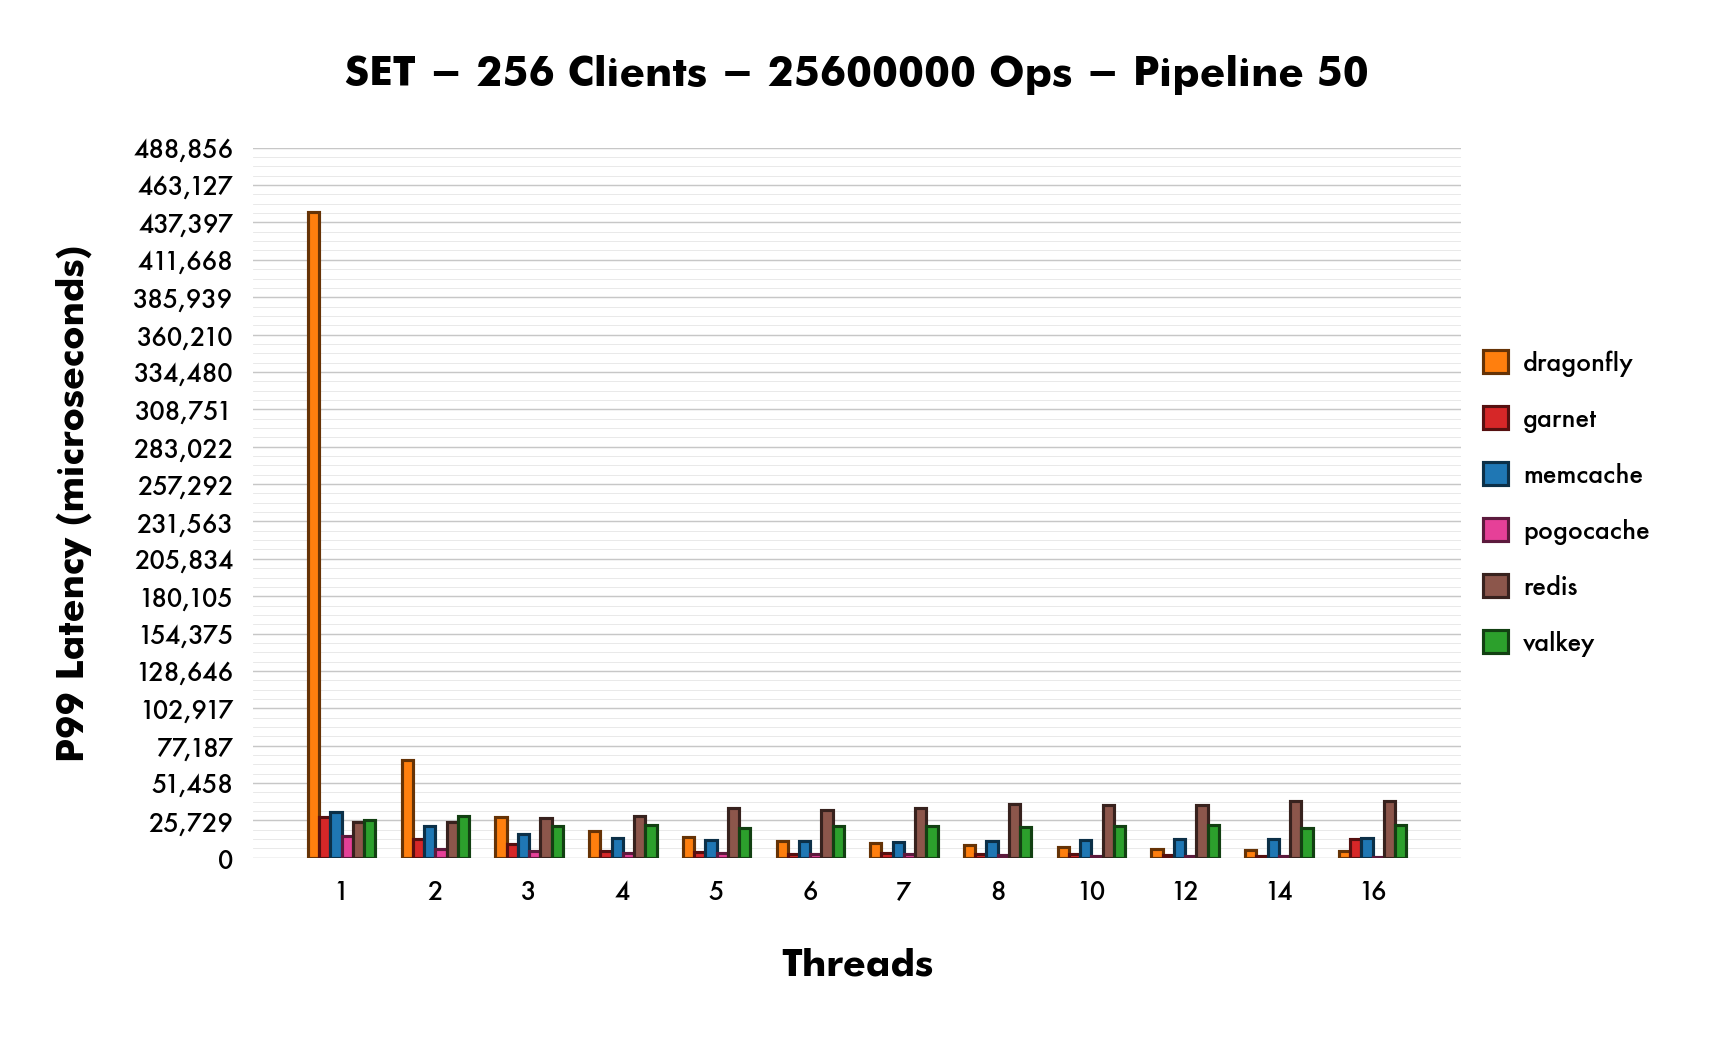 SET – 256 Clients – 25600000 Ops – Pipeline 50
488,856
463,127
437,397
411,668
385,939
360,210
334,480
308,751
283,022
257,292
231,563
205,834
180,105
154,375
128,646
102,917
77,187
51,458
25,729
0
P99 Latency (microseconds)
1 2 3 4 5 6 7 8 10 12 14 16
Threads
dragonfly
garnet
memcache
pogocache
redis
valkey